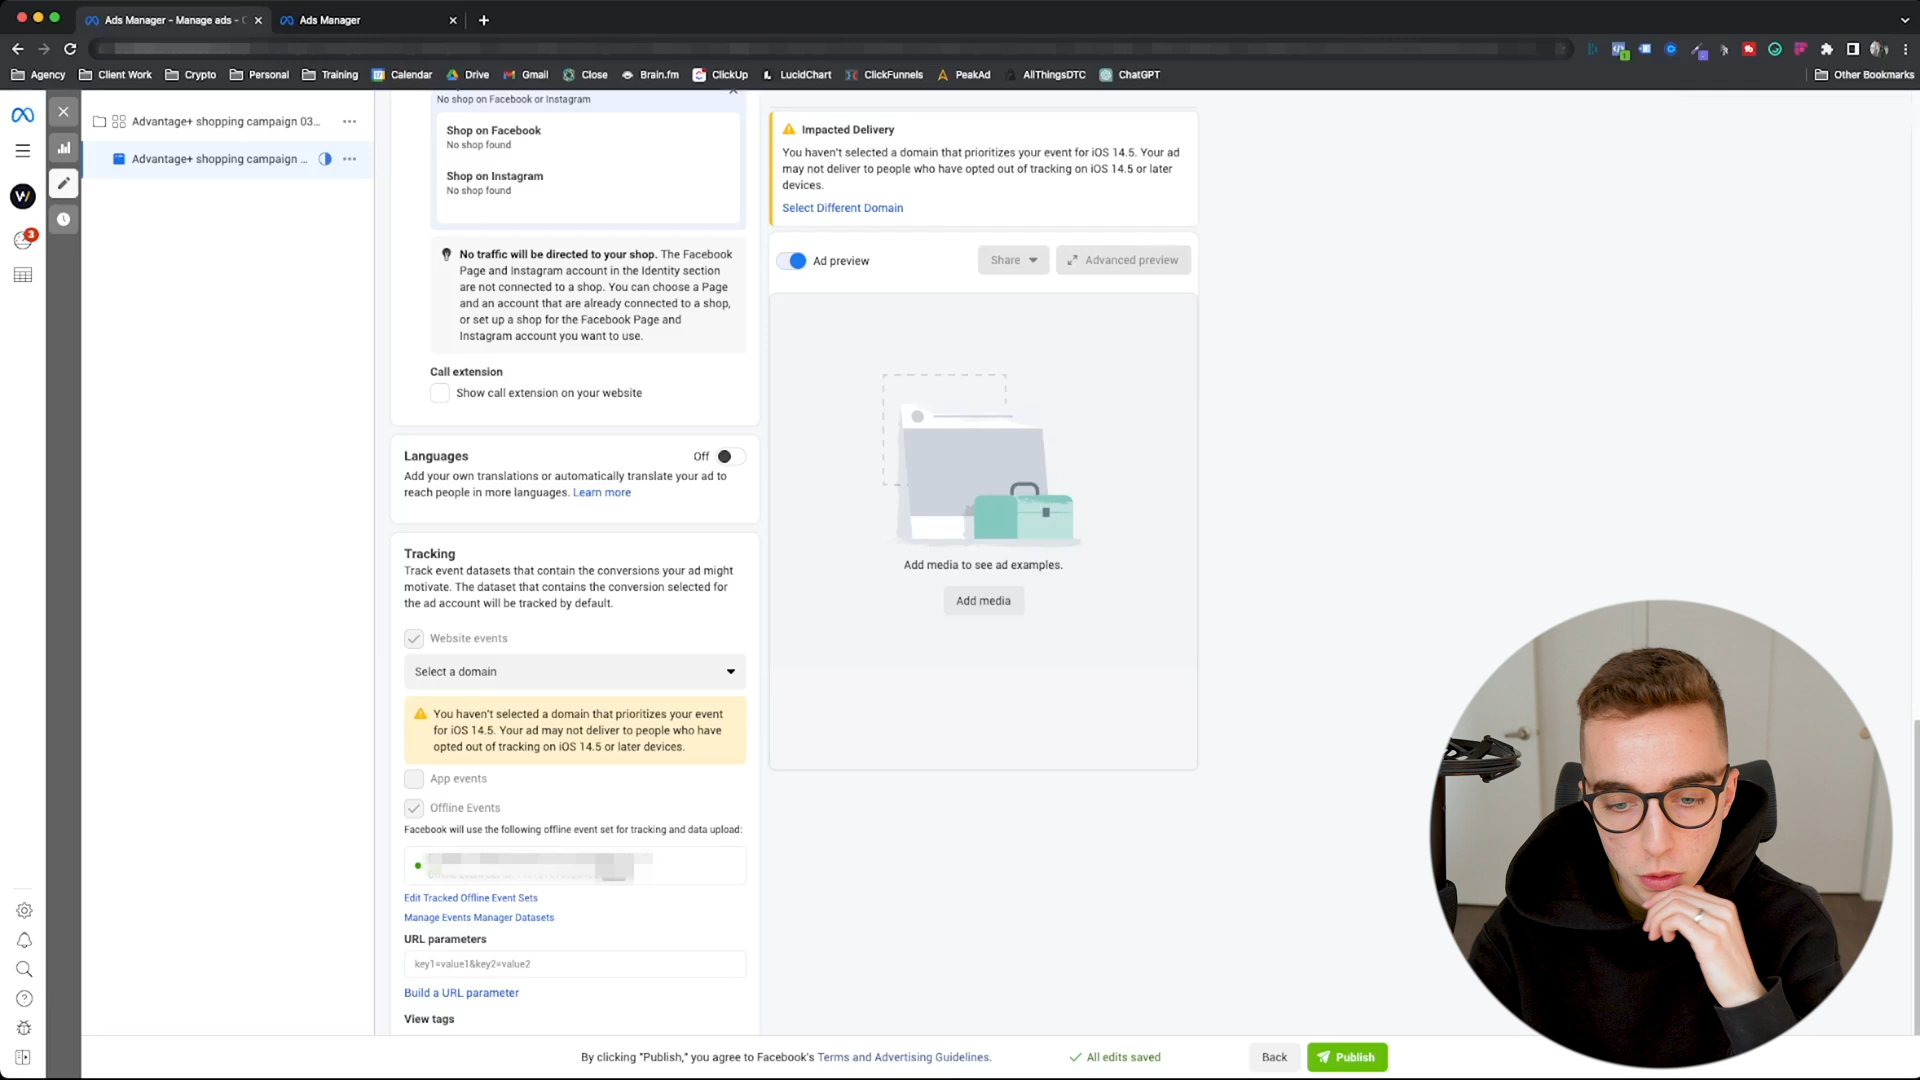 Ads Manager - Manage ads - C
Ads Manager
Agency
Client Work
Crypto
Personal
Training
Calendar
Drive
Gmail
Close
Brain.fm
ClickUp
LucidChart
ClickFunnels
PeakAd
AllThingsDTC
ChatGPT
Other Bookmarks
3
Advantage+ shopping campaign 03...
Advantage+ shopping campaign ...
No shop on Facebook or Instagram
Shop on Facebook
No shop found
Shop on Instagram
No shop found
No traffic will be directed to your shop. The Facebook
Page and Instagram account in the Identity section
are not connected to a shop. You can choose a Page
and an account that are already connected to a shop,
or set up a shop for the Facebook Page and
Instagram account you want to use.
Call extension
Show call extension on your website
Languages
Off
Add your own translations or automatically translate your ad to
reach people in more languages. Learn more
Tracking
Track event datasets that contain the conversions your ad might
motivate. The dataset that contains the conversion selected for
the ad account will be tracked by default.
Website events
Select a domain
You haven't selected a domain that prioritizes your event
for iOS 14.5. Your ad may not deliver to people who have
opted out of tracking on iOS 14.5 or later devices.
App events
Offline Events
Facebook will use the following offline event set for tracking and data upload:
Edit Tracked Offline Event Sets
Manage Events Manager Datasets
URL parameters
key1=value1&key2=value2
Build a URL parameter
View tags
Impacted Delivery
You haven't selected a domain that prioritizes your event for iOS 14.5. Your ad
may not deliver to people who have opted out of tracking on iOS 14.5 or later
devices.
Select Different Domain
Ad preview
Share
Advanced preview
Add media to see ad examples.
Add media
By clicking "Publish," you agree to Facebook's Terms and Advertising Guidelines.
All edits saved
Back
Publish